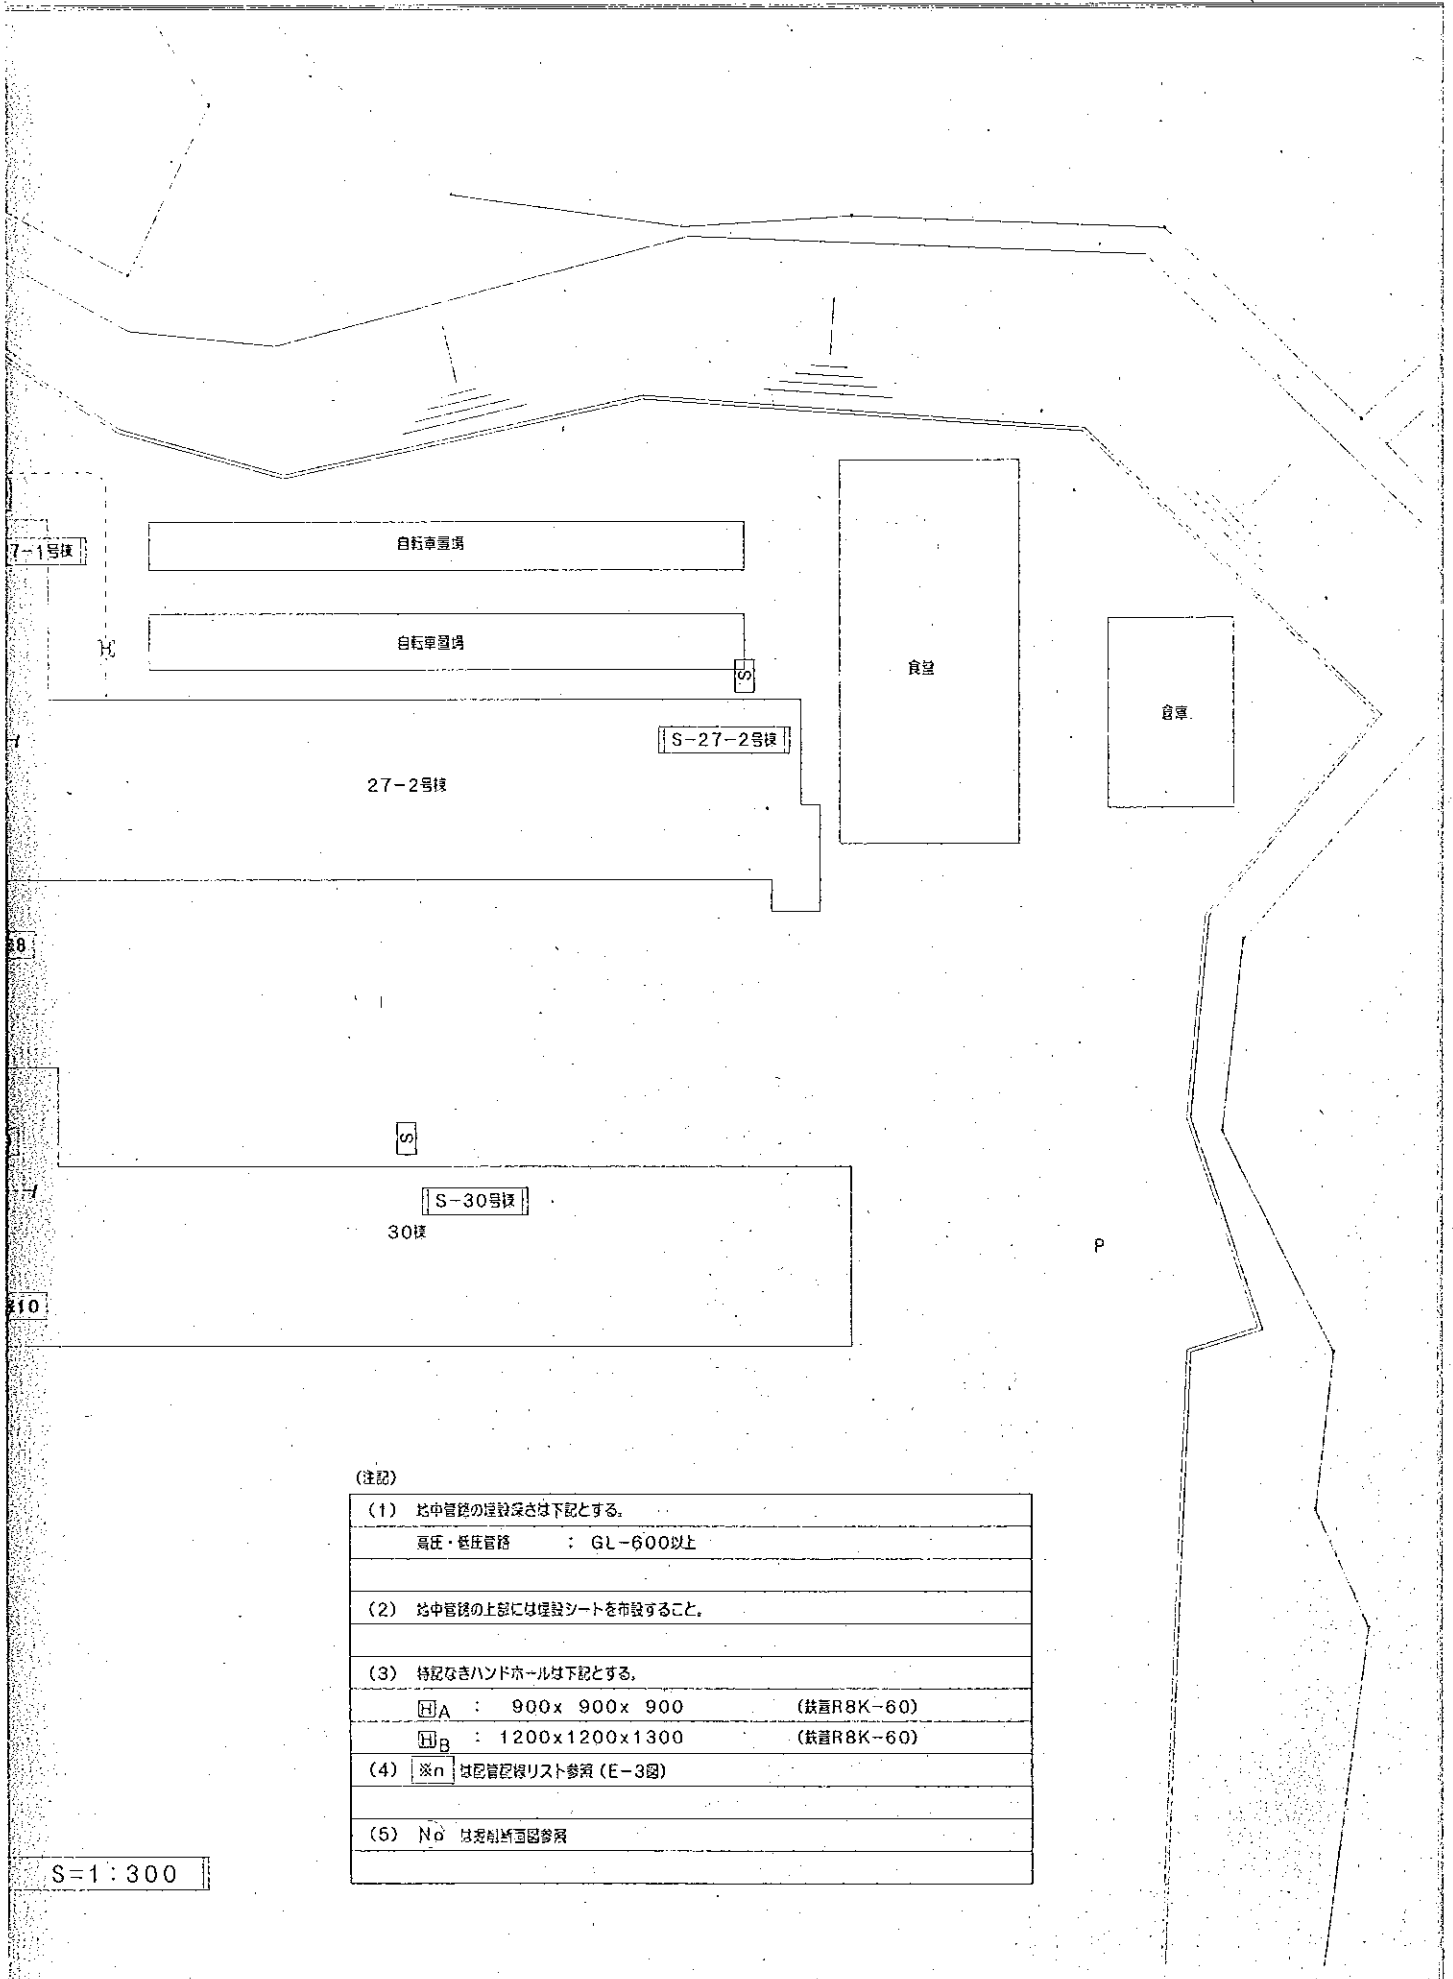 7-1号棟
自転車置場
H
自転車置場
S
食堂
倉庫
S-27-2号棟
27-2号棟
8
S
S-30号棟
30棟
P
10
(注記)
(1) 地中管路の埋設深さは下記とする。
高圧・低圧管路 : GL-600以上
(2) 地中管路の上部には埋設シートを布設すること。
(3) 特記なきハンドホールは下記とする。
HA : 900x 900x 900 (鉄蓋R8K-60)
HB : 1200x1200x1300 (鉄蓋R8K-60)
(4) ※n は配管配線リスト参照 (E-3図)
(5) No は掘削断面図参照
S=1:300